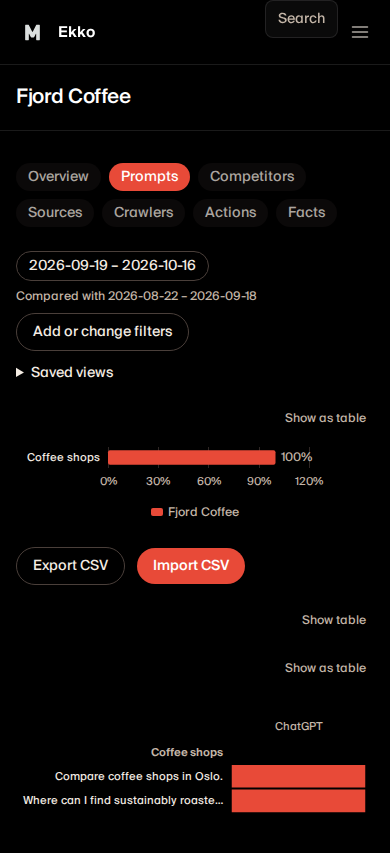 Search
Ekko
Fjord Coffee
Overview Prompts Competitors
Sources Crawlers Actions Facts
2026-09-19 – 2026-10-16
Compared with 2026-08-22 – 2026-09-18
Add or change filters
Saved views
Show as table
Coffee shops 100%
0% 30% 60% 90% 120%
Fjord Coffee
Export CSV Import CSV
Show table
Show as table
ChatGPT
Coffee shops
Compare coffee shops in Oslo.
Where can I find sustainably roaste...